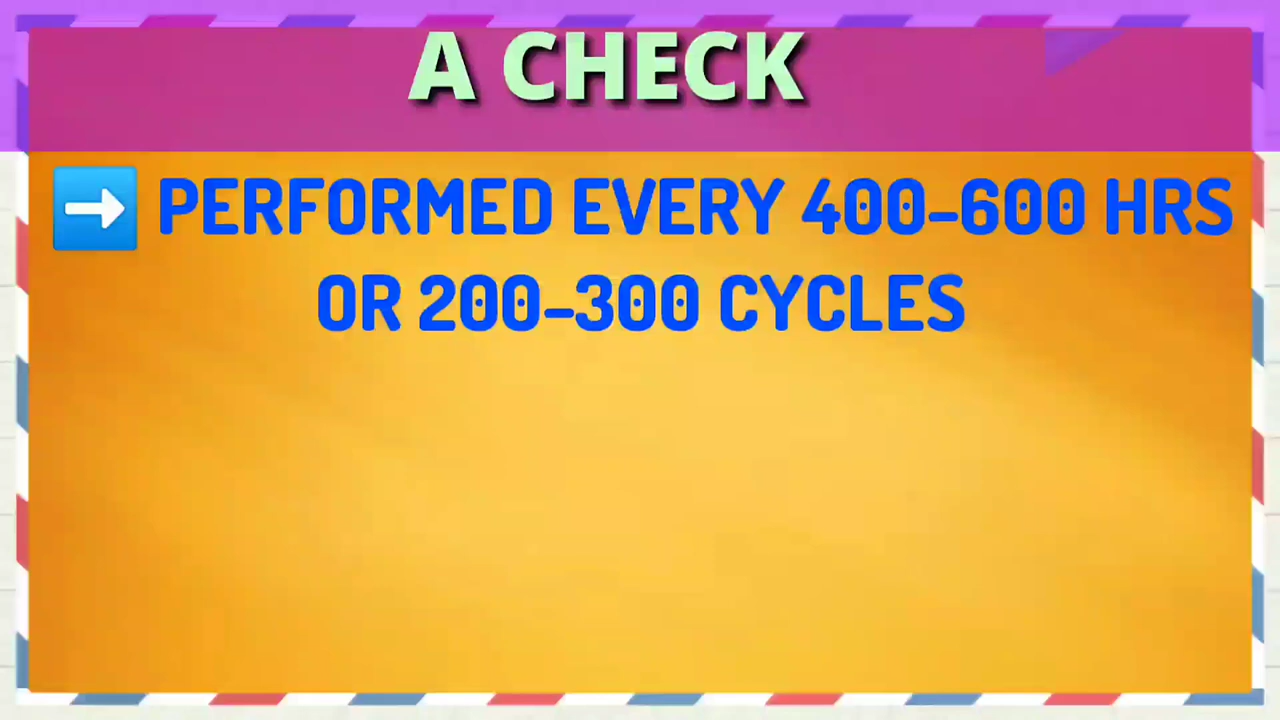 A CHECK
➡ PERFORMED EVERY 400-600 HRS
OR 200-300 CYCLES